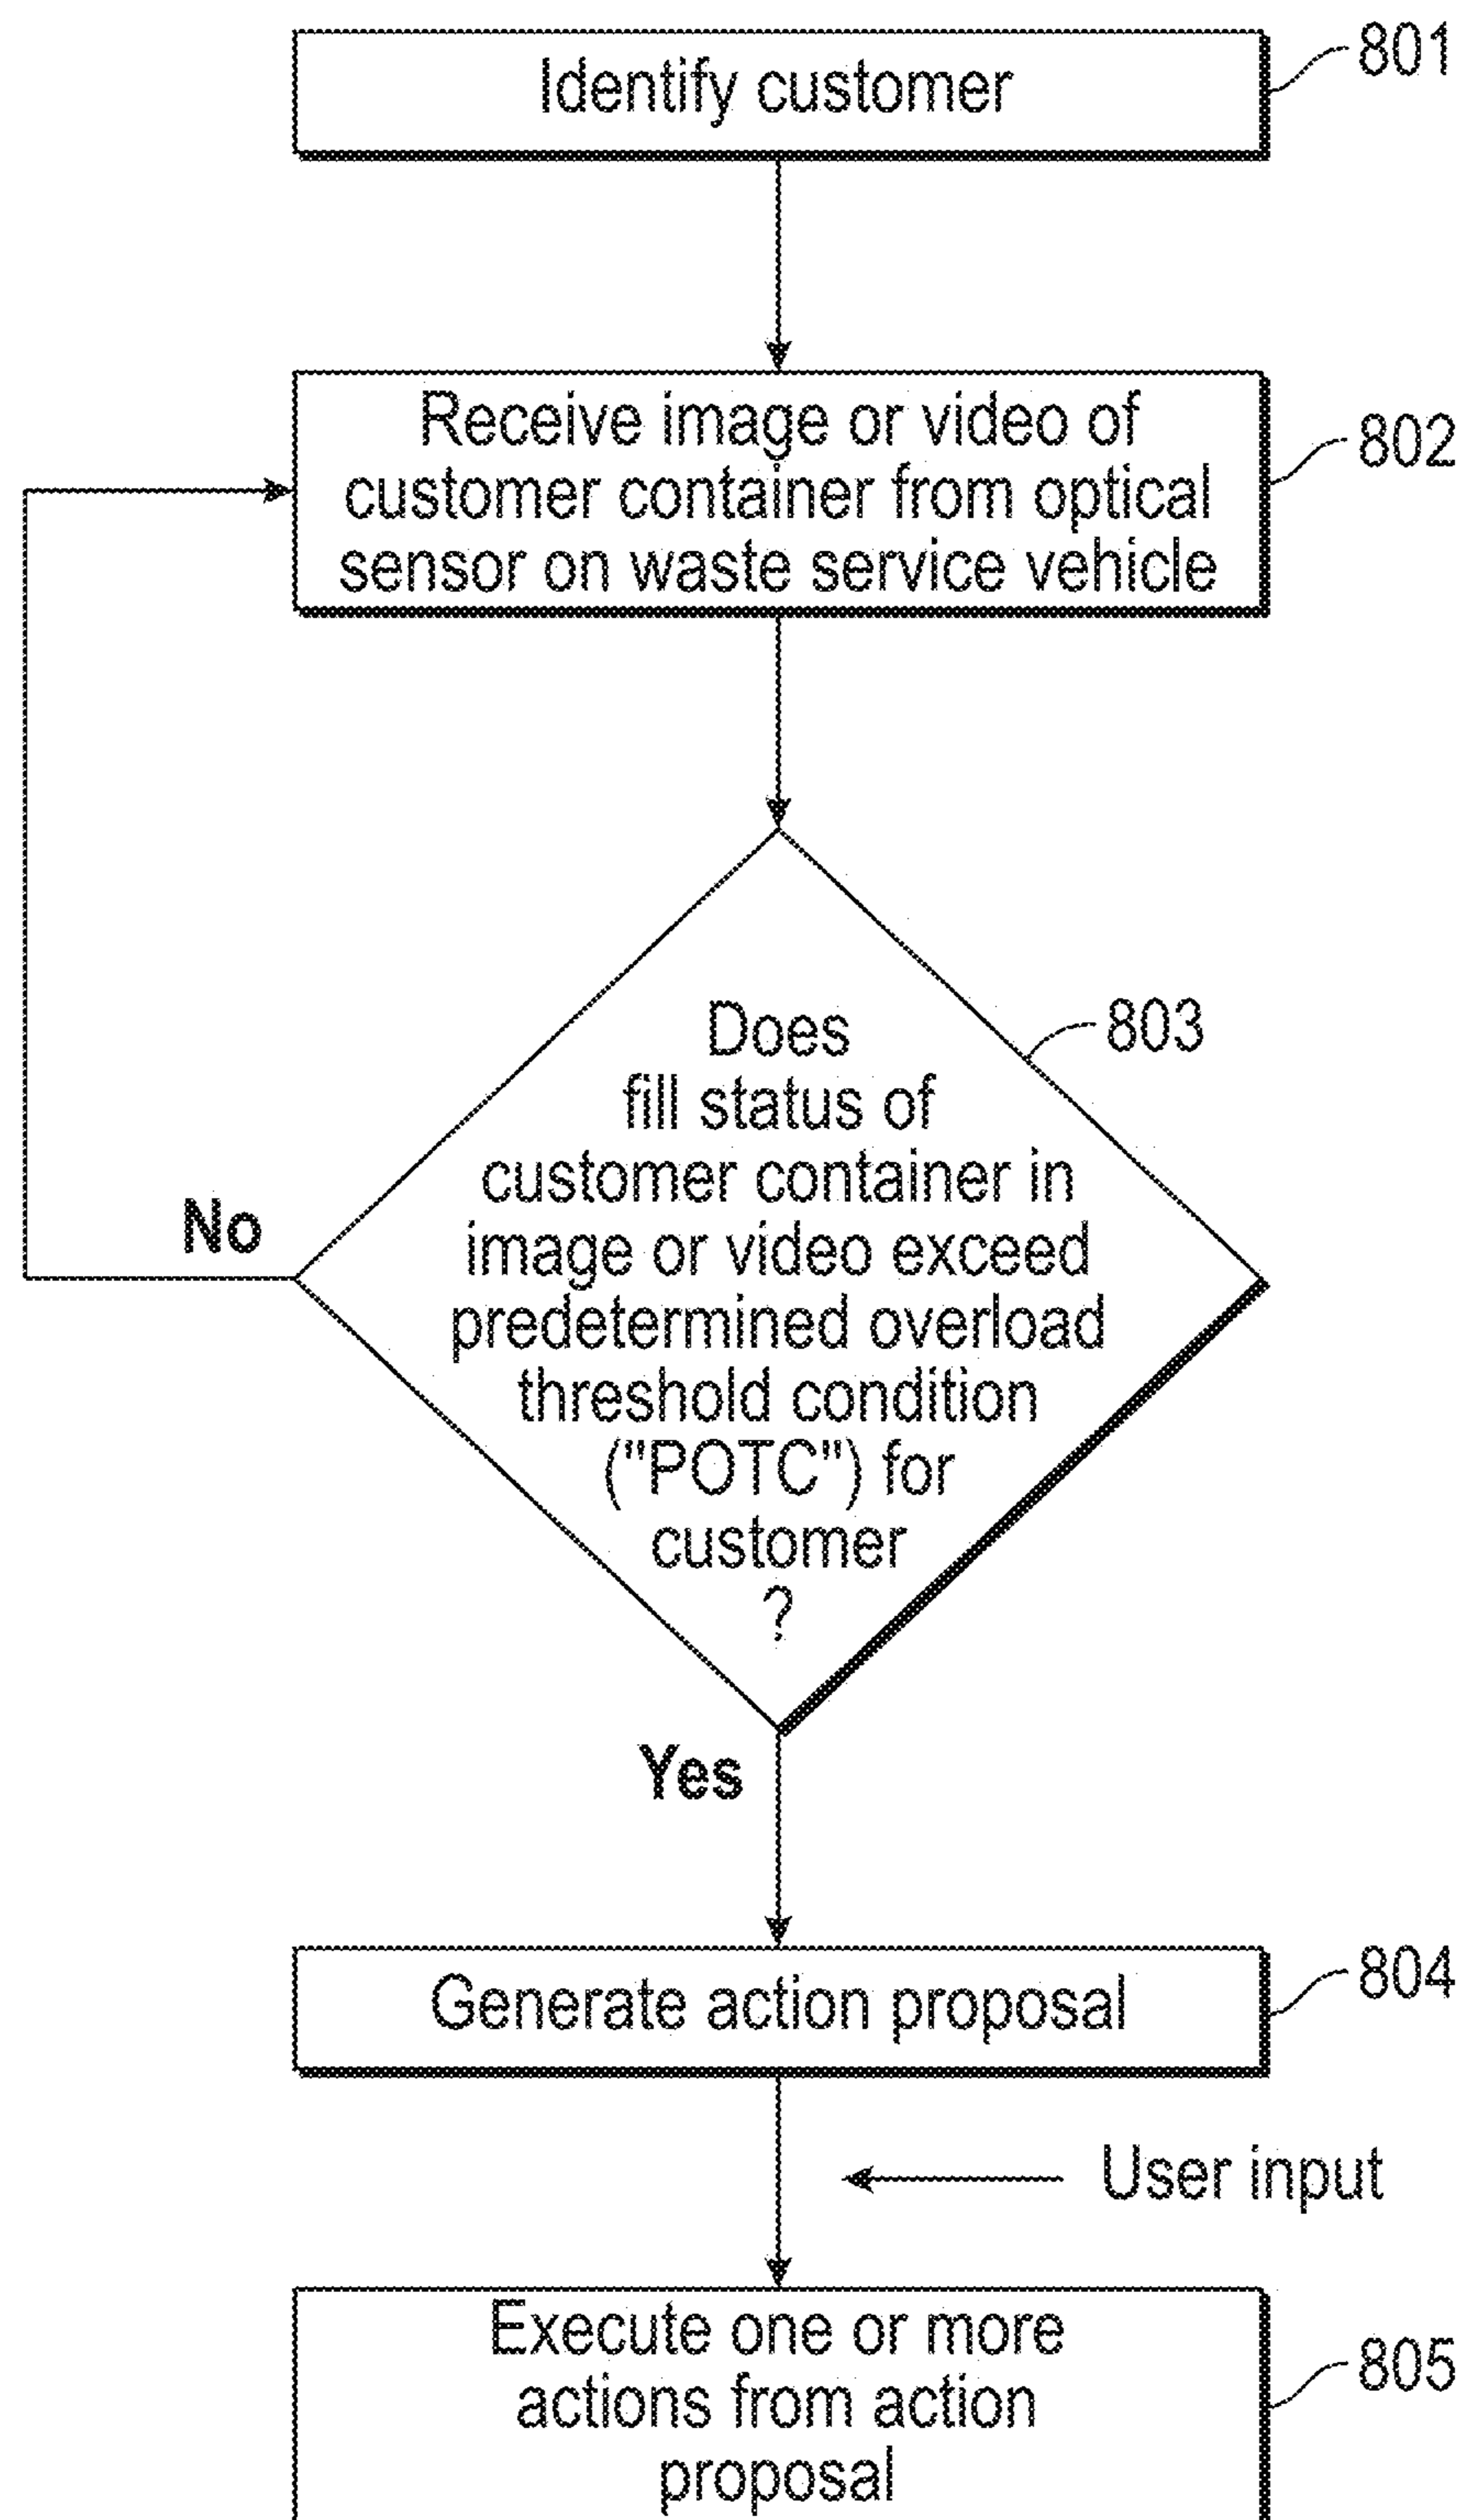 Identify customer
801
Receive image or video of
customer container from optical
sensor on waste service vehicle
802
Does
fill status of
customer container in
image or video exceed
predetermined overload
threshold condition
("POTC") for
customer
?
803
No
Yes
Generate action proposal
804
User input
Execute one or more
actions from action
proposal
805